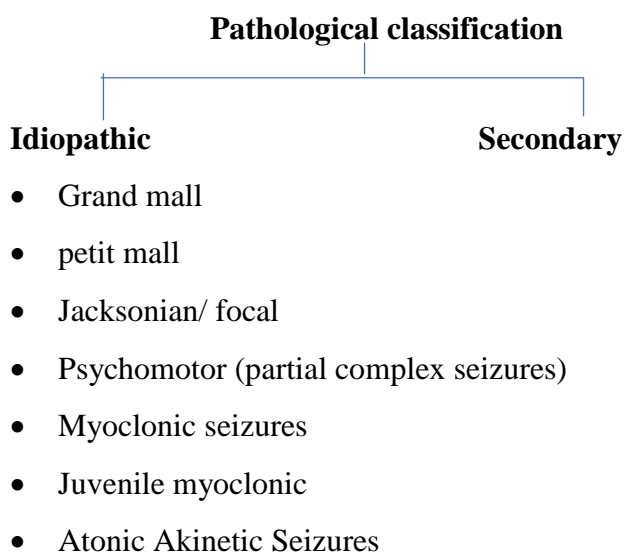 Pathological classification
Idiopathic Secondary
• Grand mall
• petit mall
• Jacksonian/ focal
• Psychomotor (partial complex seizures)
• Myoclonic seizures
• Juvenile myoclonic
• Atonic Akinetic Seizures